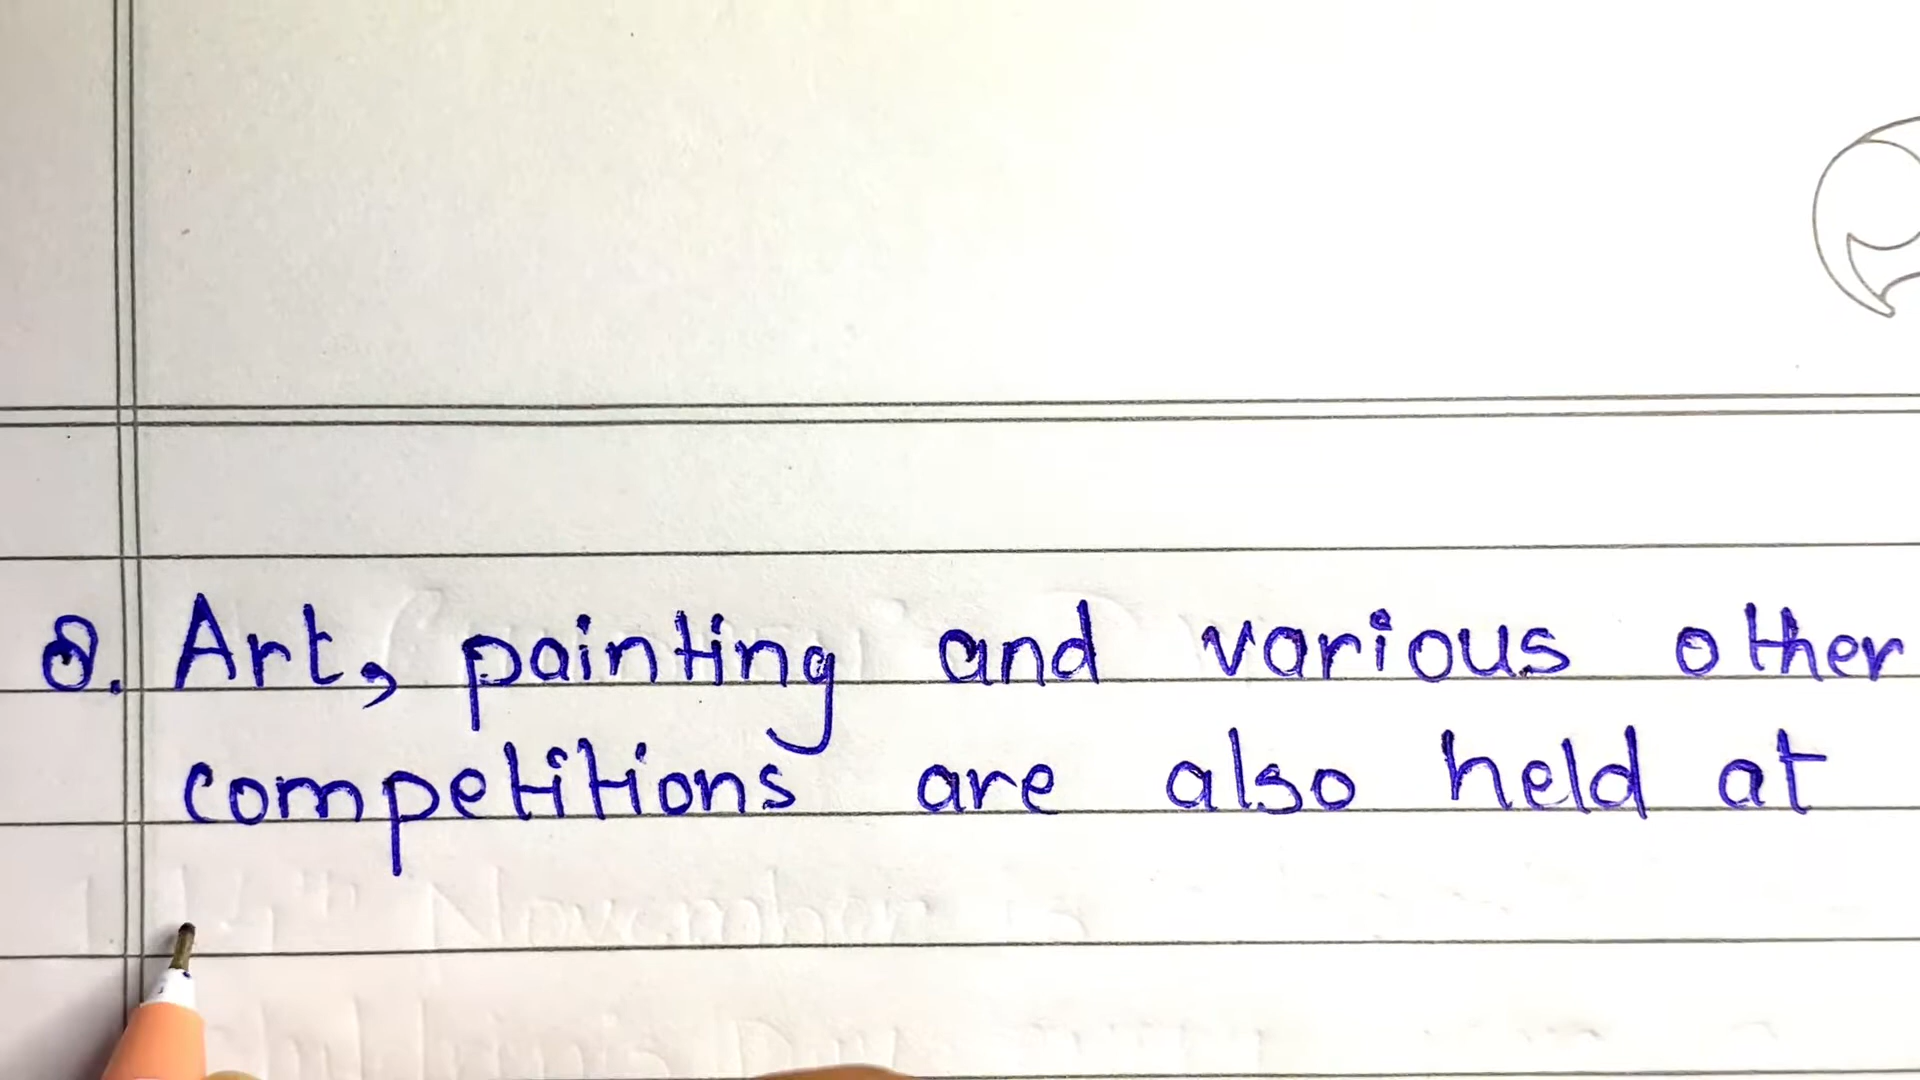 8. Art, painting and various other
competitions are also held at